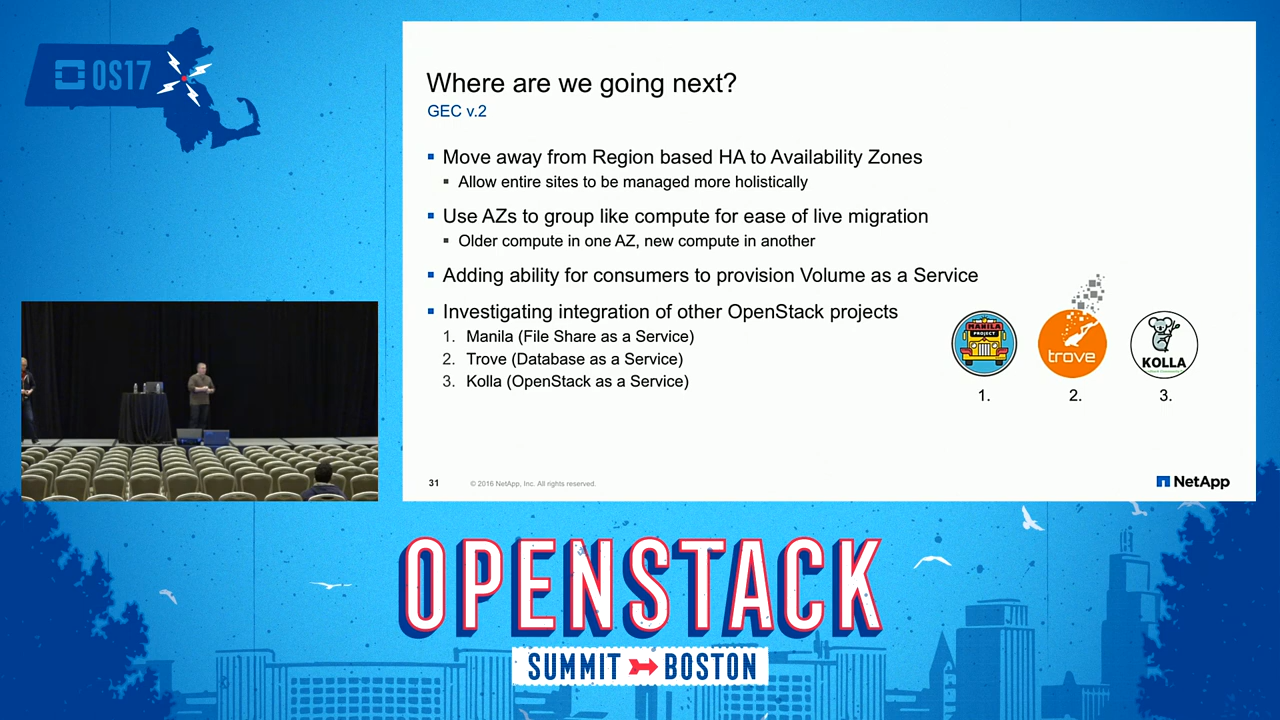 OS17
Where are we going next?
GEC v.2
Move away from Region based HA to Availability Zones
Allow entire sites to be managed more holistically
Use AZs to group like compute for ease of live migration
Older compute in one AZ, new compute in another
Adding ability for consumers to provision Volume as a Service
Investigating integration of other OpenStack projects
1. Manila (File Share as a Service)
2. Trove (Database as a Service)
3. Kolla (OpenStack as a Service)
MANILA
PROJECT
trove
KOLLA
1.
2.
3.
31
© 2016 NetApp, Inc. All rights reserved.
NetApp
OPENSTACK
SUMMIT BOSTON